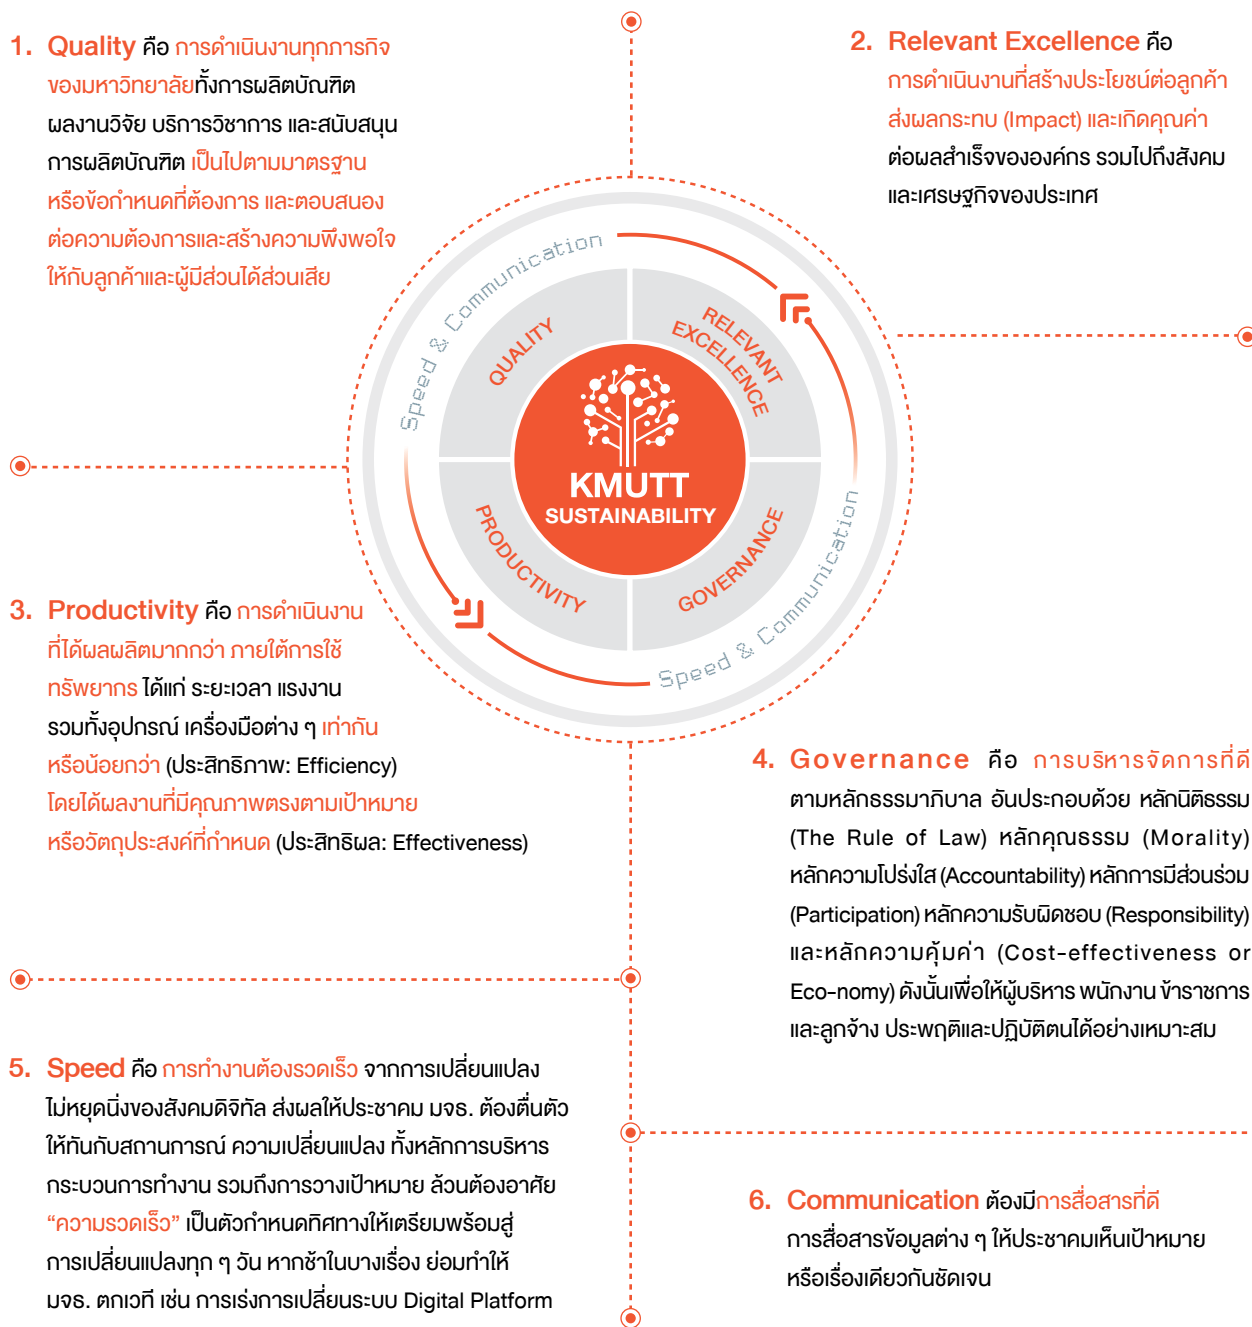 1. Quality คือ การดำเนินงานทุกภารกิจ
ของมหาวิทยาลัยทั้งการผลิตบัณฑิต
ผลงานวิจัย บริการวิชาการ และสนับสนุน
การผลิตบัณฑิต เป็นไปตามมาตรฐาน
หรือข้อกำหนดที่ต้องการ และตอบสนอง
ต่อความต้องการและสร้างความพึงพอใจ
ให้กับลูกค้าและผู้มีส่วนได้ส่วนเสีย
2. Relevant Excellence คือ
การดำเนินงานที่สร้างประโยชน์ต่อลูกค้า
ส่งผลกระทบ (Impact) และเกิดคุณค่า
ต่อผลสำเร็จขององค์กร รวมไปถึงสังคม
และเศรษฐกิจของประเทศ
Speed & Communication
QUALITY
RELEVANT
EXCELLENCE
KMUTT
SUSTAINABILITY
PRODUCTIVITY
GOVERNANCE
Speed & Communication
3. Productivity คือ การดำเนินงาน
ที่ได้ผลผลิตมากกว่า ภายใต้การใช้
ทรัพยากร ได้แก่ ระยะเวลา แรงงาน
รวมทั้งอุปกรณ์ เครื่องมือต่าง ๆ เท่ากัน
หรือน้อยกว่า (ประสิทธิภาพ: Efficiency)
โดยได้ผลงานที่มีคุณภาพตรงตามเป้าหมาย
หรือวัตถุประสงค์ที่กำหนด (ประสิทธิผล: Effectiveness)
4. Governance คือ การบริหารจัดการที่ดี
ตามหลักธรรมาภิบาล อันประกอบด้วย หลักนิติธรรม
(The Rule of Law) หลักคุณธรรม (Morality)
หลักความโปร่งใส (Accountability) หลักการมีส่วนร่วม
(Participation) หลักความรับผิดชอบ (Responsibility)
และหลักความคุ้มค่า (Cost-effectiveness or
Eco-nomy) ดังนั้นเพื่อให้ผู้บริหาร พนักงาน ข้าราชการ
และลูกจ้าง ประพฤติและปฏิบัติตนได้อย่างเหมาะสม
5. Speed คือ การทำงานต้องรวดเร็ว จากการเปลี่ยนแปลง
ไม่หยุดนิ่งของสังคมดิจิทัล ส่งผลให้ประชาคม มจธ. ต้องตื่นตัว
ให้ทันกับสถานการณ์ ความเปลี่ยนแปลง ทั้งหลักการบริหาร
กระบวนการทำงาน รวมถึงการวางเป้าหมาย ล้วนต้องอาศัย
“ความรวดเร็ว” เป็นตัวกำหนดทิศทางให้เตรียมพร้อมสู่
การเปลี่ยนแปลงทุก ๆ วัน หากช้าในบางเรื่อง ย่อมทำให้
มจธ. ตกเวที เช่น การเร่งการเปลี่ยนระบบ Digital Platform
6. Communication ต้องมีการสื่อสารที่ดี
การสื่อสารข้อมูลต่าง ๆ ให้ประชาคมเห็นเป้าหมาย
หรือเรื่องเดียวกันชัดเจน